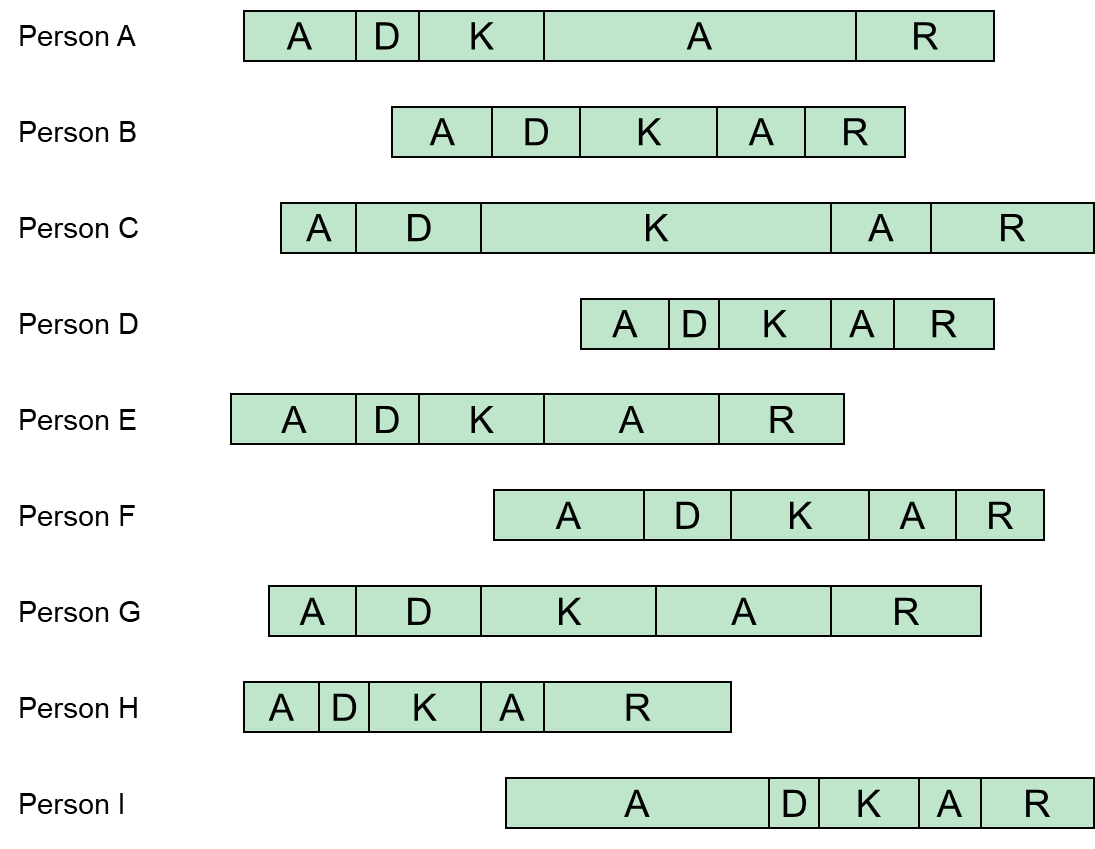 Person A A D K A R
Person B A D K A R
Person C A D K A R
Person D A D K A R
Person E A D K A R
Person F A D K A R
Person G A D K A R
Person H A D K A R
Person I A D K A R